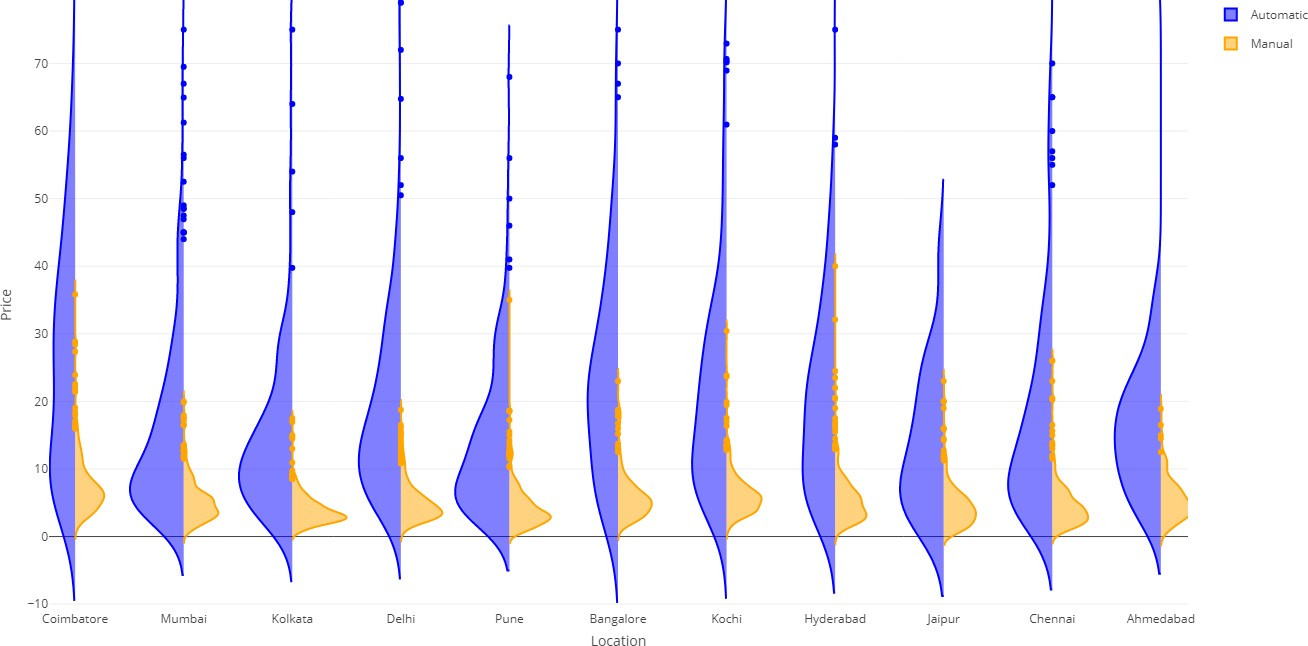 Automatic
Manual
70
60
50
40
30
20
10
0
−10
Price
Coimbatore Mumbai Kolkata Delhi Pune Bangalore Kochi Hyderabad Jaipur Chennai Ahmedabad
Location